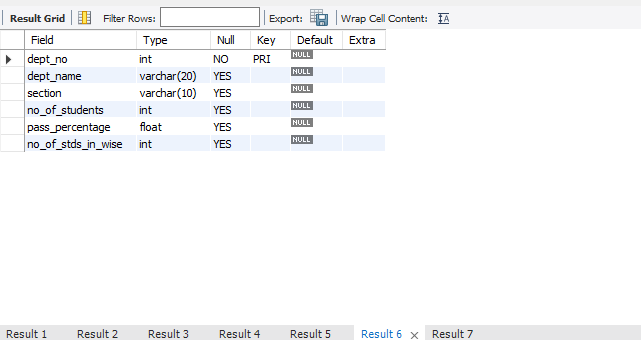 Result Grid Filter Rows: Export: Wrap Cell Content: IA
Field Type Null Key Default Extra
dept_no int NO PRI NULL
dept_name varchar(20) YES NULL
section varchar(10) YES NULL
no_of_students int YES NULL
pass_percentage float YES NULL
no_of_stds_in_wise int YES NULL
Result 1 Result 2 Result 3 Result 4 Result 5 Result 6 × Result 7